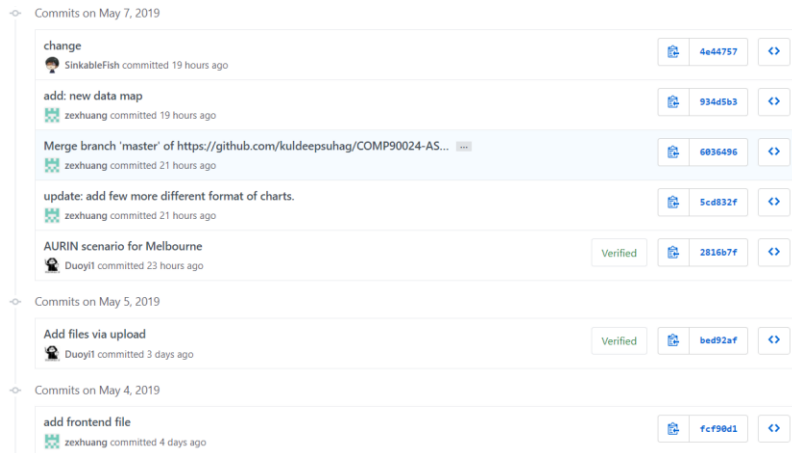 Commits on May 7, 2019
change
SinkableFish committed 19 hours ago
4e44757
add: new data map
zexhuang committed 19 hours ago
934d5b3
Merge branch 'master' of https://github.com/kuldeepsuhag/COMP90024-AS... ...
zexhuang committed 21 hours ago
6036496
update: add few more different format of charts.
zexhuang committed 21 hours ago
5cd832f
AURIN scenario for Melbourne
Duoyi1 committed 23 hours ago
Verified
2816b7f
Commits on May 5, 2019
Add files via upload
Duoyi1 committed 3 days ago
Verified
bed92af
Commits on May 4, 2019
add frontend file
zexhuang committed 4 days ago
fcf90d1